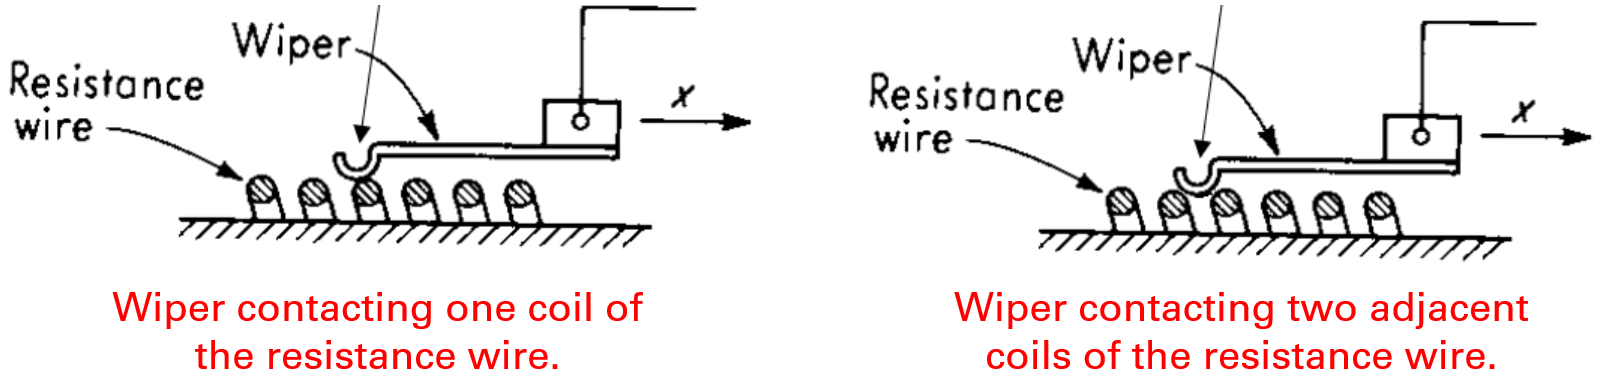 Wiper
Resistance
wire
x
Wiper contacting one coil of
the resistance wire.
Wiper
Resistance
wire
x
Wiper contacting two adjacent
coils of the resistance wire.